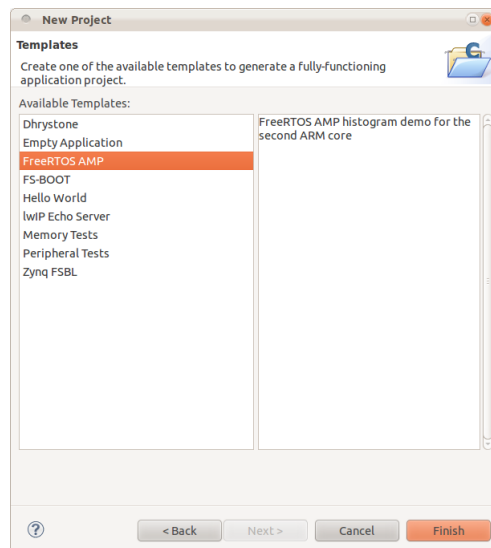 New Project
Templates
Create one of the available templates to generate a fully-functioning
application project.
Available Templates:
Dhrystone
Empty Application
FreeRTOS AMP
FS-BOOT
Hello World
lwIP Echo Server
Memory Tests
Peripheral Tests
Zynq FSBL
FreeRTOS AMP histogram demo for the
second ARM core
C
?
< Back
Next >
Cancel
Finish